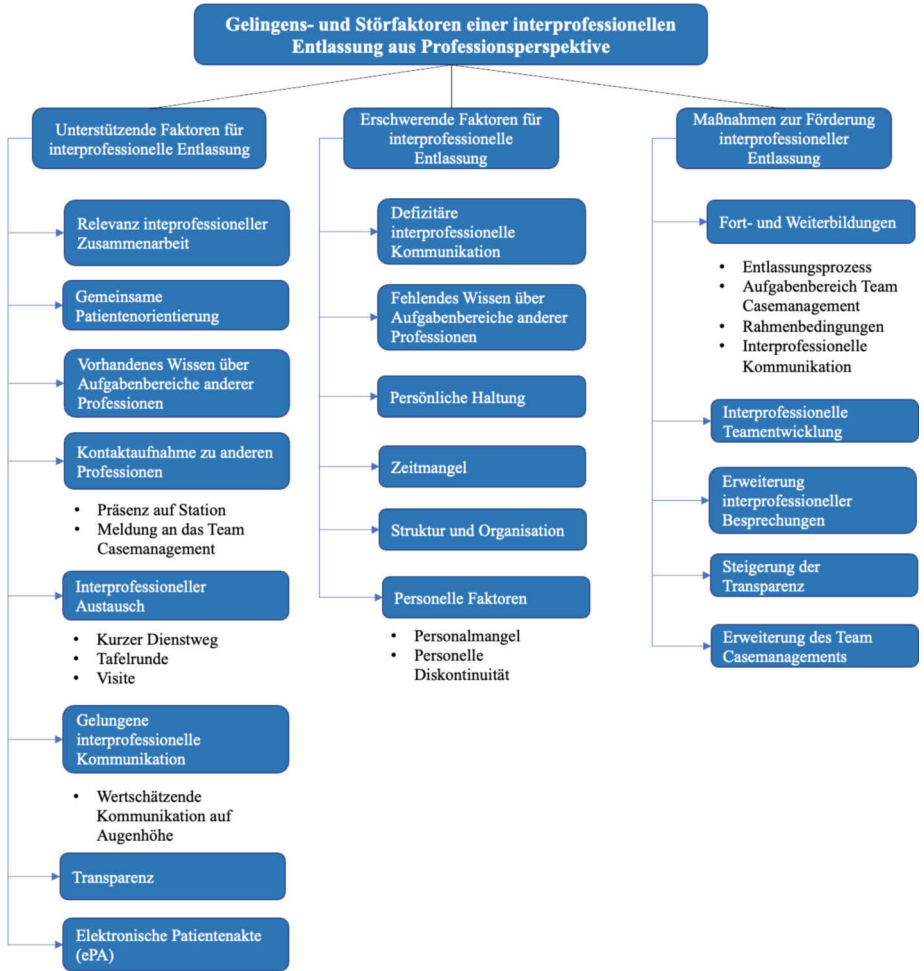 Gelingens- und Störfaktoren einer interprofessionellen
Entlassung aus Professionsperspektive
Unterstützende Faktoren für
interprofessionelle Entlassung
Relevanz inteprofessioneller
Zusammenarbeit
Gemeinsame
Patientenorientierung
Vorhandenes Wissen über
Aufgabenbereiche anderer
Professionen
Kontaktaufnahme zu anderen
Professionen
• Präsenz auf Station
• Meldung an das Team
Casemanagement
Interprofessioneller
Austausch
• Kurzer Dienstweg
• Tafelrunde
• Visite
Gelungene
interprofessionelle
Kommunikation
• Wertschätzende
Kommunikation auf
Augenhöhe
Transparenz
Elektronische Patientenakte
(ePA)
Erschwerende Faktoren für
interprofessionelle
Entlassung
Defizitäre
interprofessionelle
Kommunikation
Fehlendes Wissen über
Aufgabenbereiche anderer
Professionen
Persönliche Haltung
Zeitmangel
Struktur und Organisation
Personelle Faktoren
• Personalmangel
• Personelle
Diskontinuität
Maßnahmen zur Förderung
interprofessioneller
Entlassung
Fort- und Weiterbildungen
• Entlassungsprozess
• Aufgabenbereich Team
Casemanagement
• Rahmenbedingungen
• Interprofessionelle
Kommunikation
Interprofessionelle
Teamentwicklung
Erweiterung
interprofessioneller
Besprechungen
Steigerung der
Transparenz
Erweiterung des Team
Casemanagements